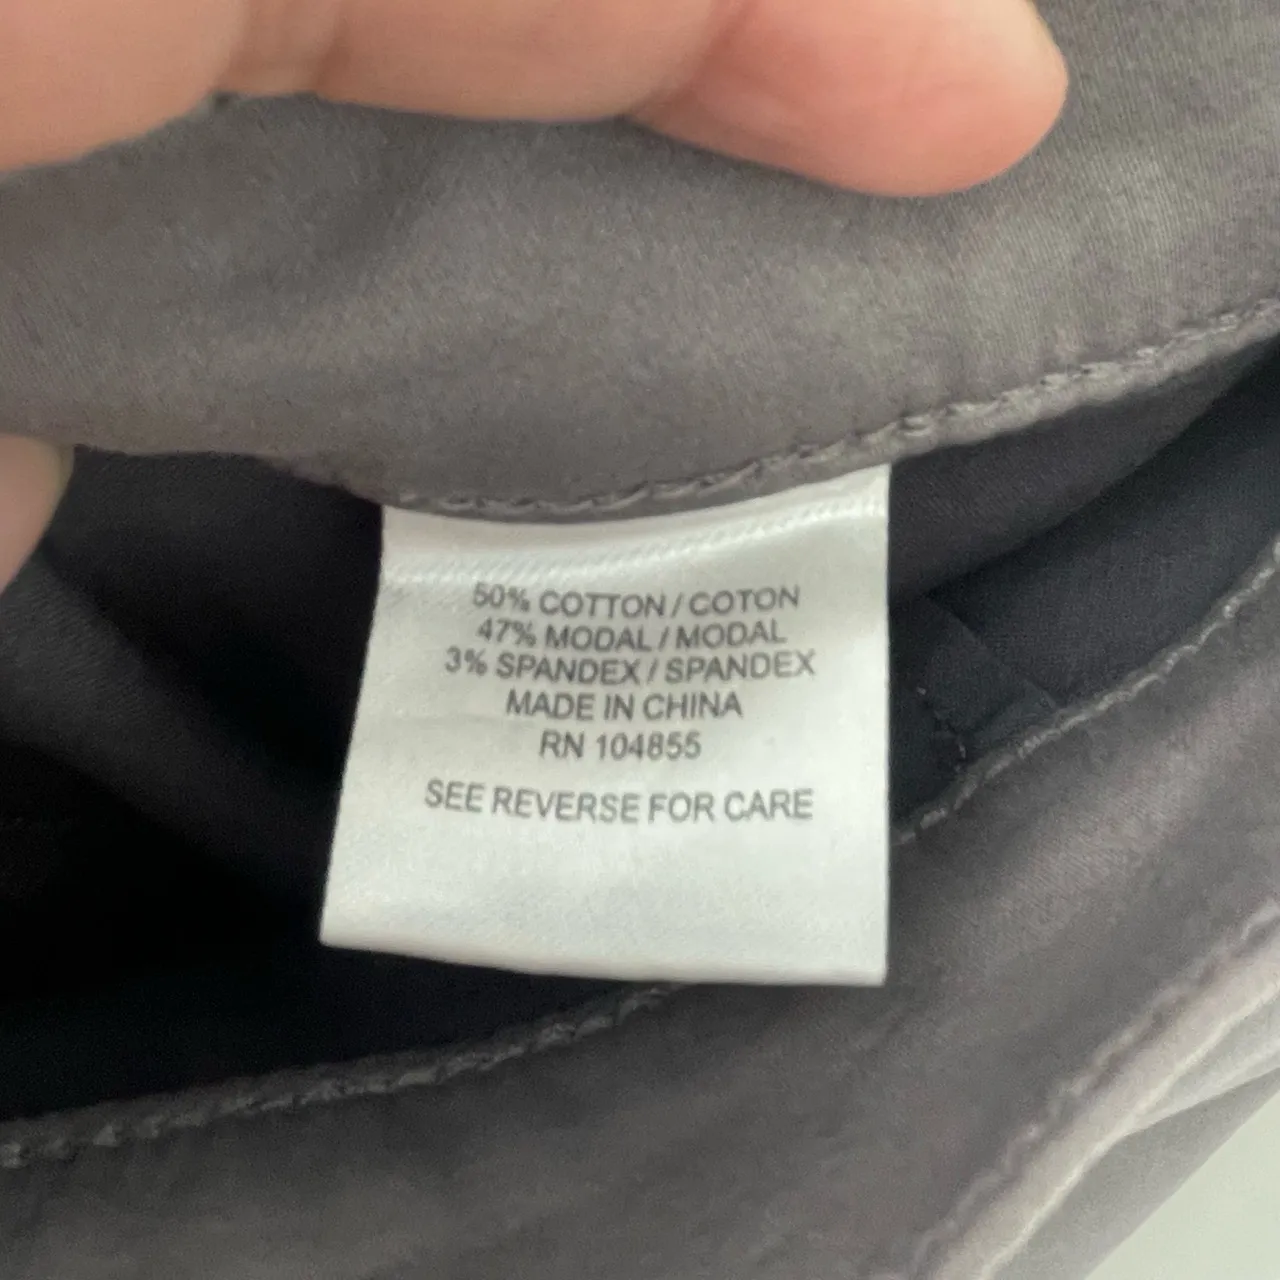 50% COTTON / COTON
47% MODAL / MODAL
3% SPANDEX / SPANDEX
MADE IN CHINA
RN 104855
SEE REVERSE FOR CARE